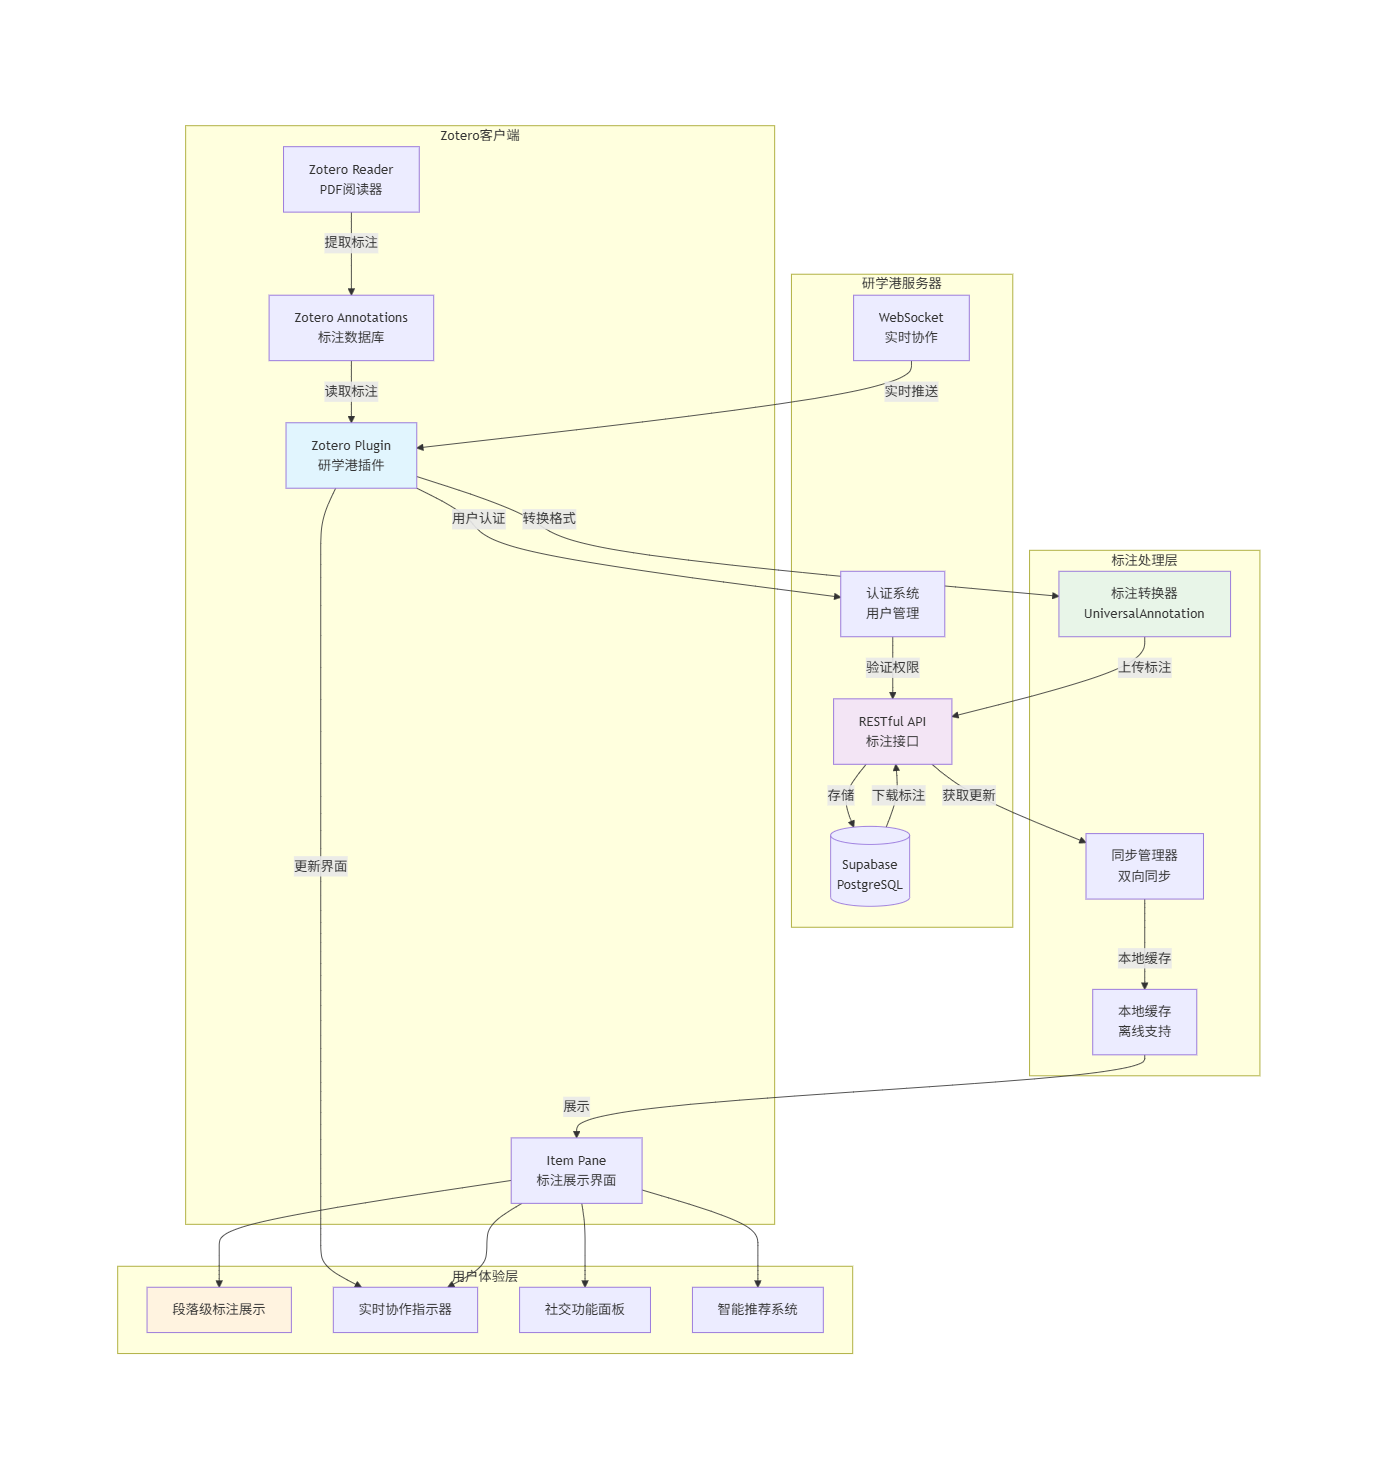 Zotero客户端
Zotero Reader
PDF阅读器
提取标注
Zotero Annotations
标注数据库
读取标注
Zotero Plugin
研学港插件
用户认证
转换格式
更新界面
研学港服务器
WebSocket
实时协作
实时推送
认证系统
用户管理
验证权限
RESTful API
标注接口
存储
下载标注
获取更新
Supabase
PostgreSQL
标注处理层
标注转换器
UniversalAnnotation
上传标注
同步管理器
双向同步
本地缓存
本地缓存
离线支持
展示
Item Pane
标注展示界面
用户体验层
段落级标注展示
实时协作指示器
社交功能面板
智能推荐系统